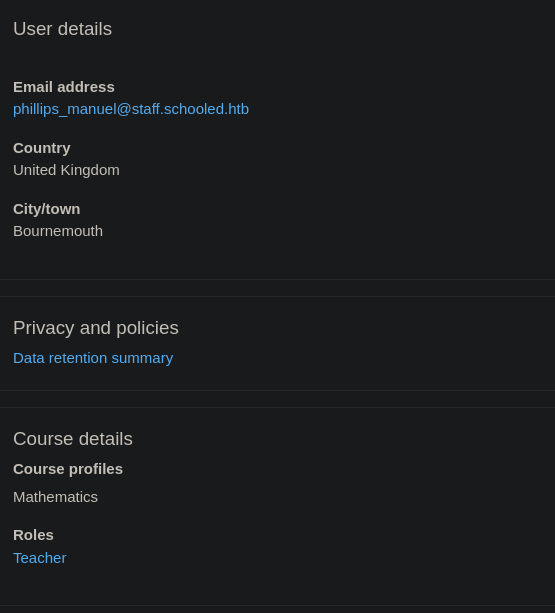 User details
Email address
phillips_manuel@staff.schooled.htb
Country
United Kingdom
City/town
Bournemouth
Privacy and policies
Data retention summary
Course details
Course profiles
Mathematics
Roles
Teacher